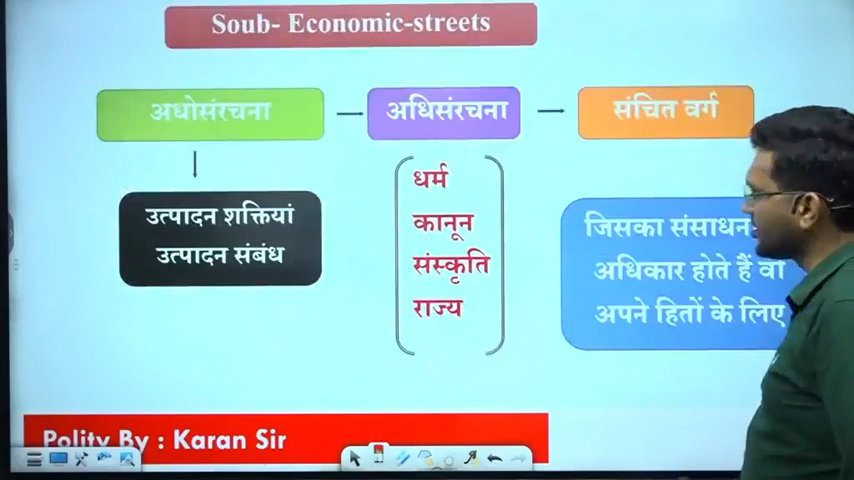 Soub- Economic-streets
अधोसंरचना
अधिसंरचना
संचित वर्ग
उत्पादन शक्तियां
उत्पादन संबंध
धर्म
कानून
संस्कृति
राज्य
जिसका संसाधन
अधिकार होते हैं वो
अपने हितों के लिए
Polity By : Karan Sir